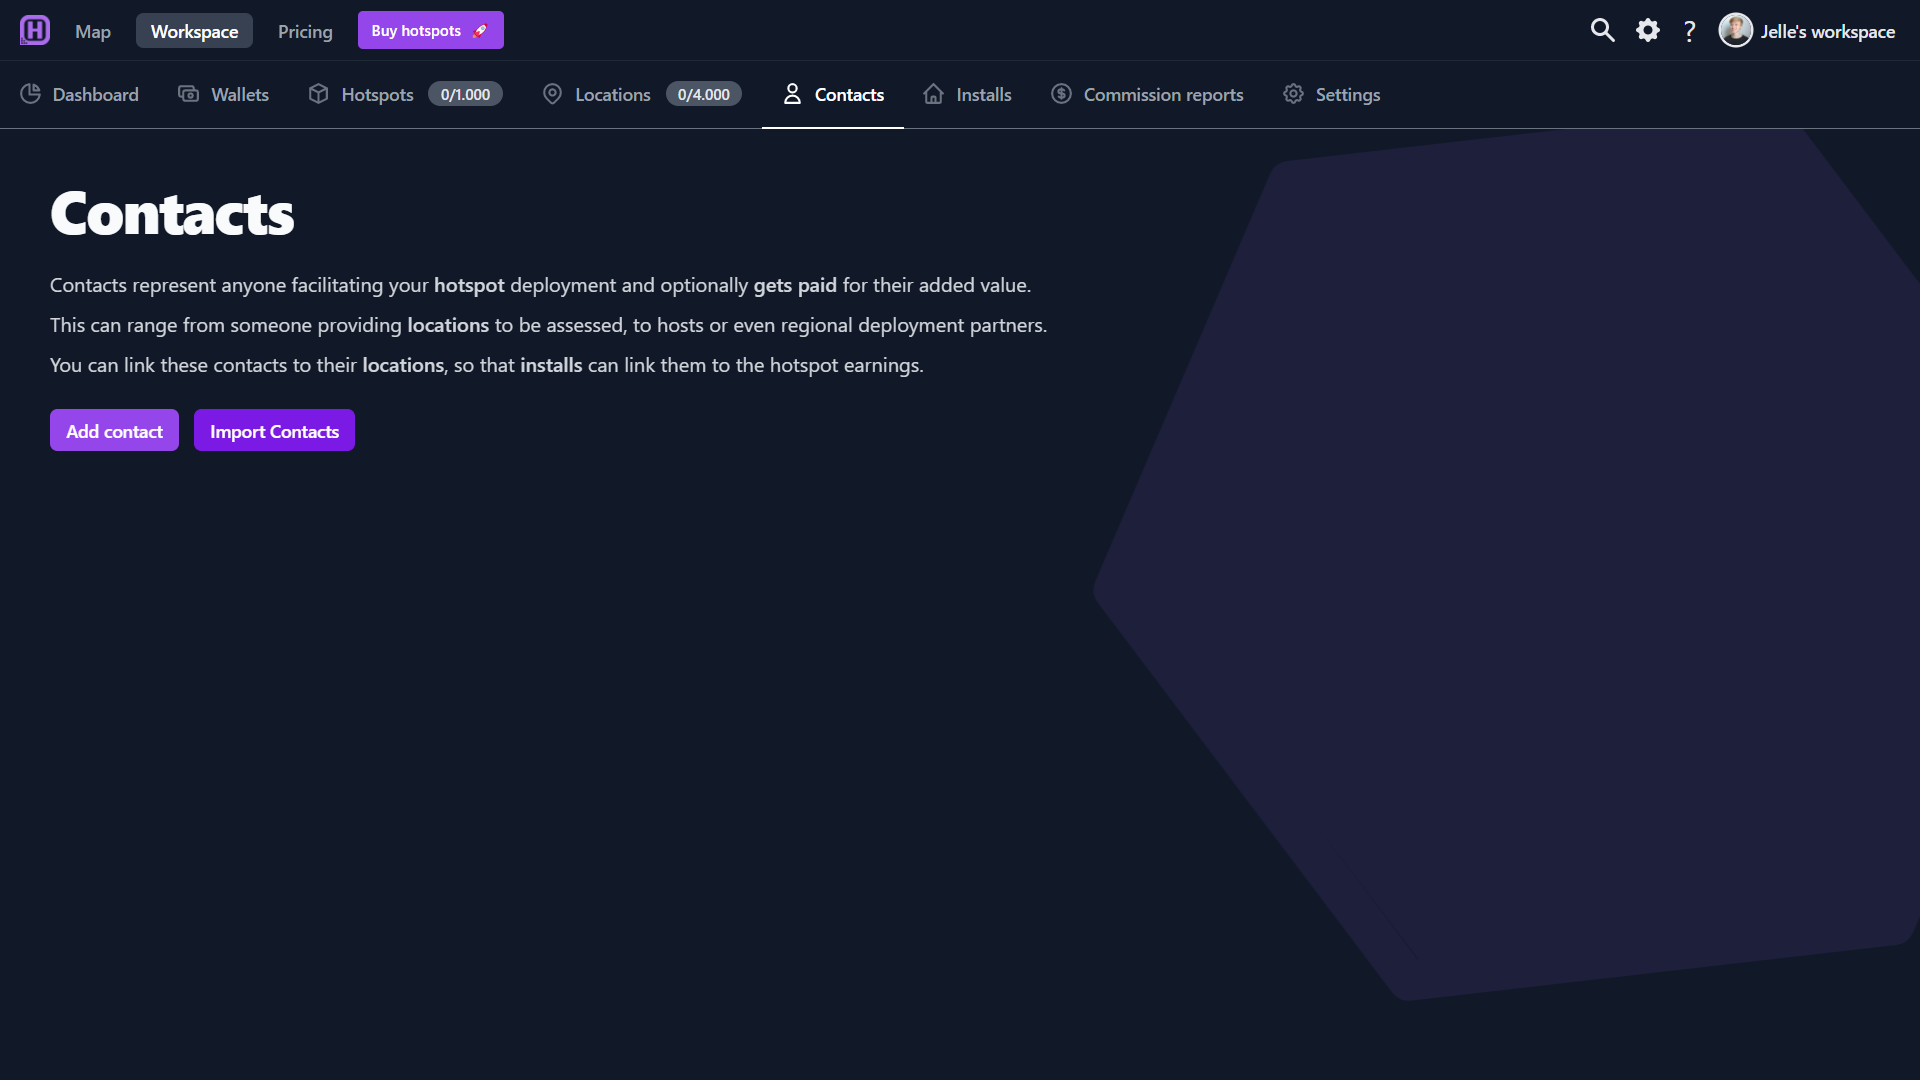 H Map Workspace Pricing Buy hotspots ? Jelle's workspace
Dashboard Wallets Hotspots 0/1.000 Locations 0/4.000 Contacts Installs Commission reports Settings
Contacts
Contacts represent anyone facilitating your hotspot deployment and optionally gets paid for their added value.
This can range from someone providing locations to be assessed, to hosts or even regional deployment partners.
You can link these contacts to their locations, so that installs can link them to the hotspot earnings.
Add contact Import Contacts